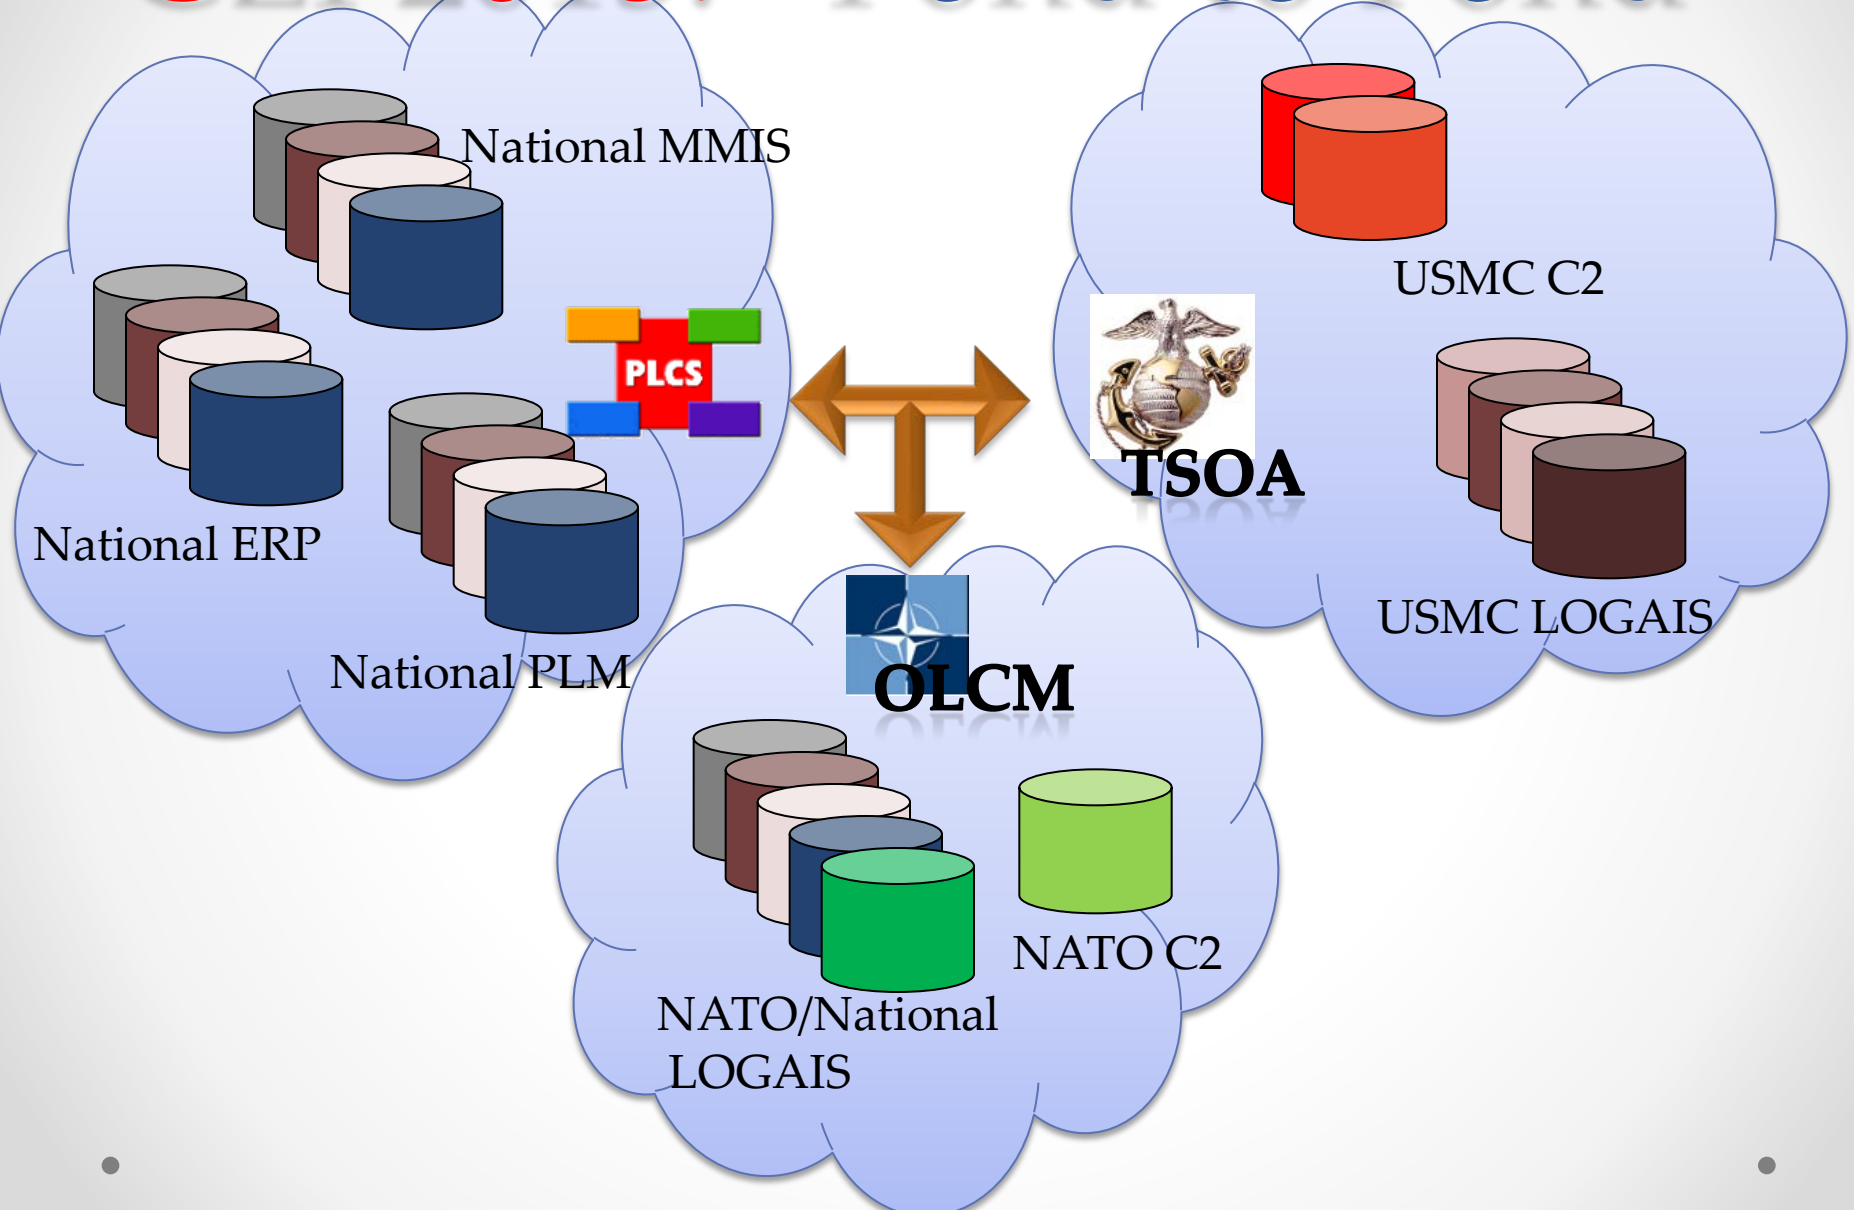 National MMIS
USMC C2
PLCS
TSOA
National ERP
USMC LOGAIS
National PLM
OLCM
NATO C2
NATO/National
LOGAIS